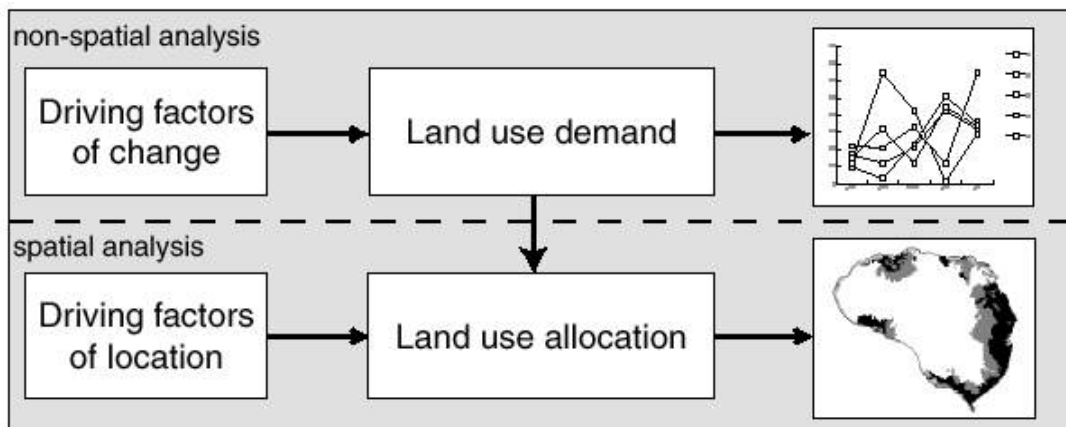 non-spatial analysis
Driving factors
of change
Land use demand
spatial analysis
Driving factors
of location
Land use allocation